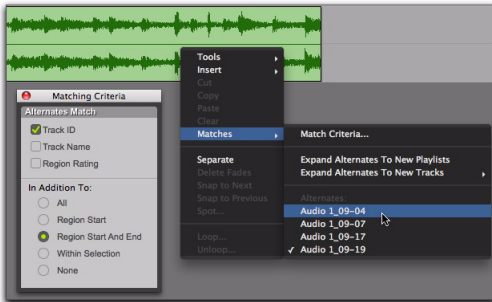 Tools
Insert
Cut
Copy
Paste
Clear
Matches
Separate
Delete Fades
Snap to Next
Snap to Previous
Spot...
Loop...
Unloop...
Match Criteria...
Expand Alternates To New Playlists
Expand Alternates To New Tracks
Alternates:
Audio 1_09-04
Audio 1_09-07
Audio 1_09-17
✓ Audio 1_09-19
Matching Criteria
Alternates Match
Track ID
Track Name
Region Rating
In Addition To:
All
Region Start
Region Start And End
Within Selection
None